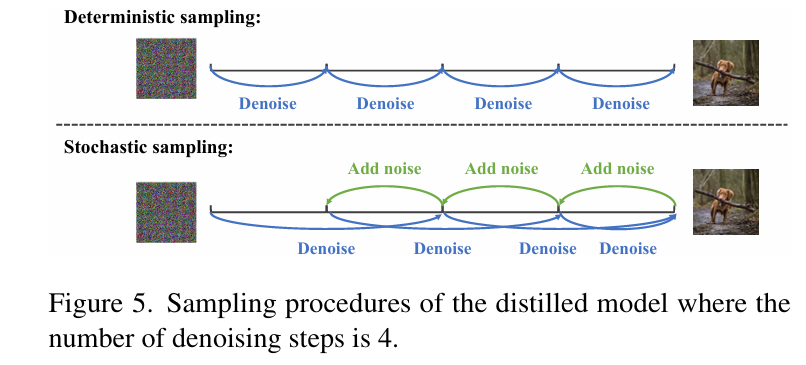 Deterministic sampling:
Denoise Denoise Denoise Denoise
Stochastic sampling:
Add noise Add noise Add noise
Denoise Denoise Denoise Denoise
Figure 5. Sampling procedures of the distilled model where the
number of denoising steps is 4.